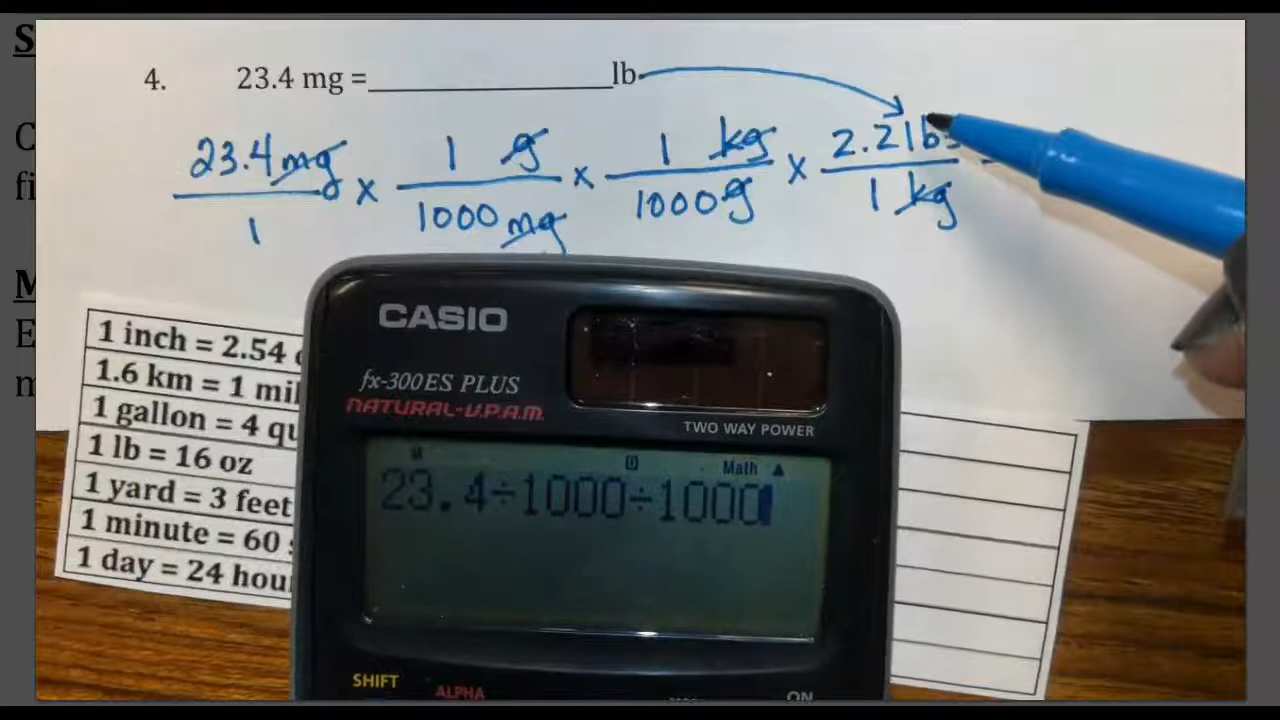 S
4. 23.4 mg = ____________ lb
C
fi
23.4 mg x 1 g x 1 kg x 2.2 lbs
1 1000 mg 1000 g 1 kg
M
E
m
CASIO
fx-300ES PLUS
NATURAL-V.P.A.M.
TWO WAY POWER
M D Math ▲
23.4÷1000÷1000
1 inch = 2.54
1.6 km = 1 mil
1 gallon = 4 qu
1 lb = 16 oz
1 yard = 3 feet
1 minute = 60
1 day = 24 hou
SHIFT
ALPHA
ON